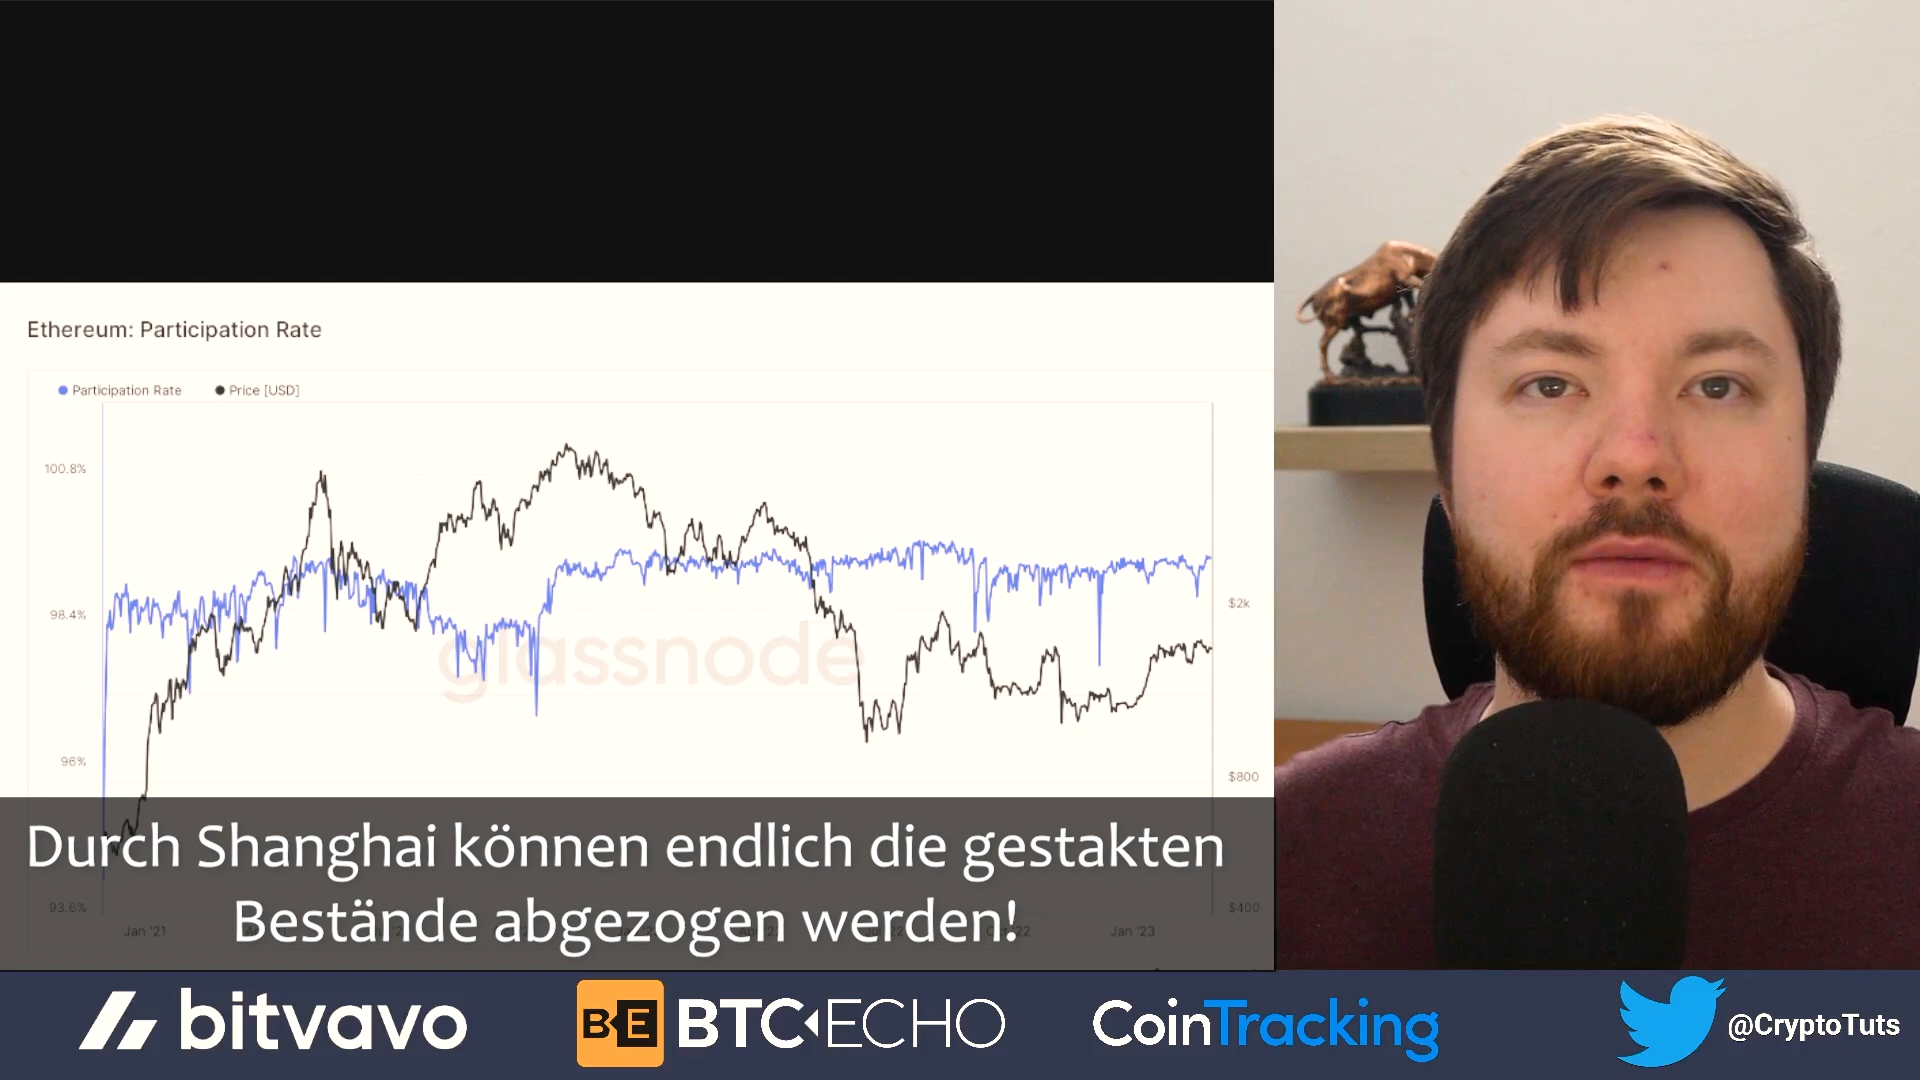 Ethereum: Participation Rate
Participation Rate Price [USD]
100.8%
98.4%
96%
93.6%
$2k
$800
$400
glassnode
Jan '21
Jan '23
Durch Shanghai können endlich die gestakten
Bestände abgezogen werden!
bitvavo
BE BTC ECHO
CoinTracking
@CryptoTuts